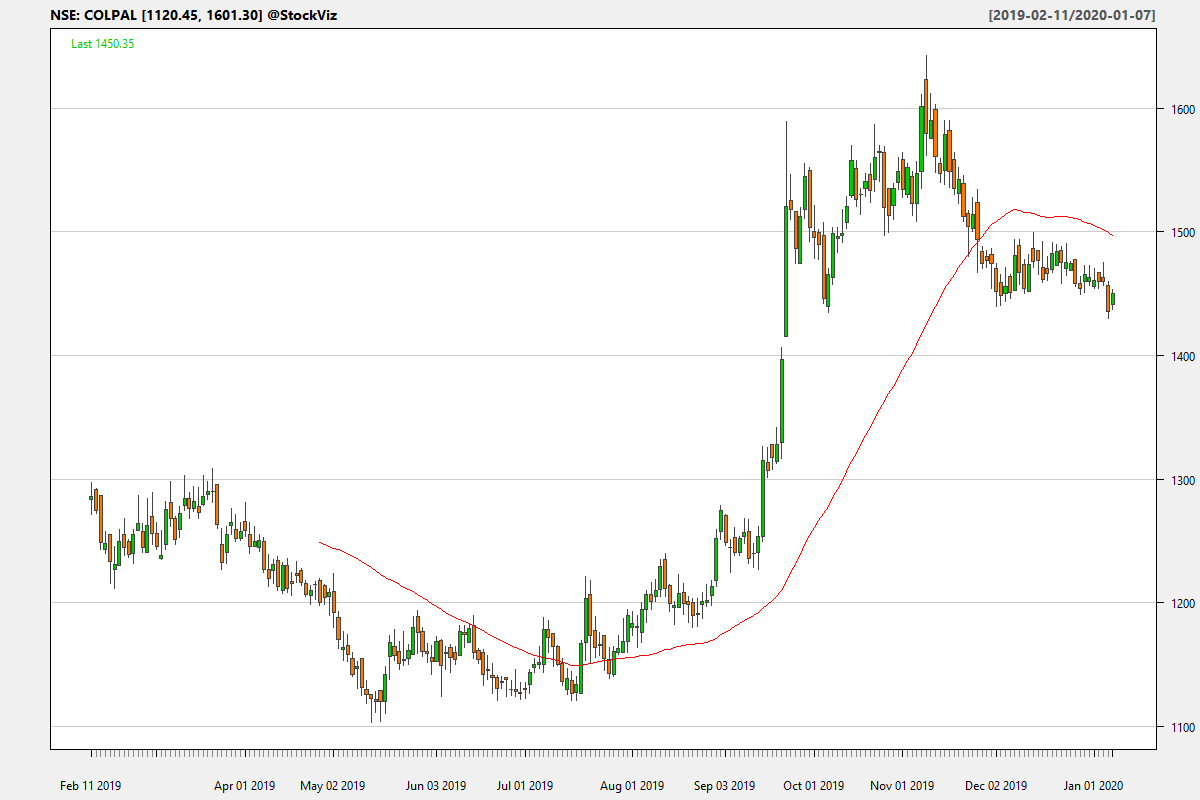 NSE: COLPAL [1120.45, 1601.30] @StockViz [2019-02-11/2020-01-07]
Last 1450.35
1600
1500
1400
1300
1200
1100
Feb 11 2019 Apr 01 2019 May 02 2019 Jun 03 2019 Jul 01 2019 Aug 01 2019 Sep 03 2019 Oct 01 2019 Nov 01 2019 Dec 02 2019 Jan 01 2020